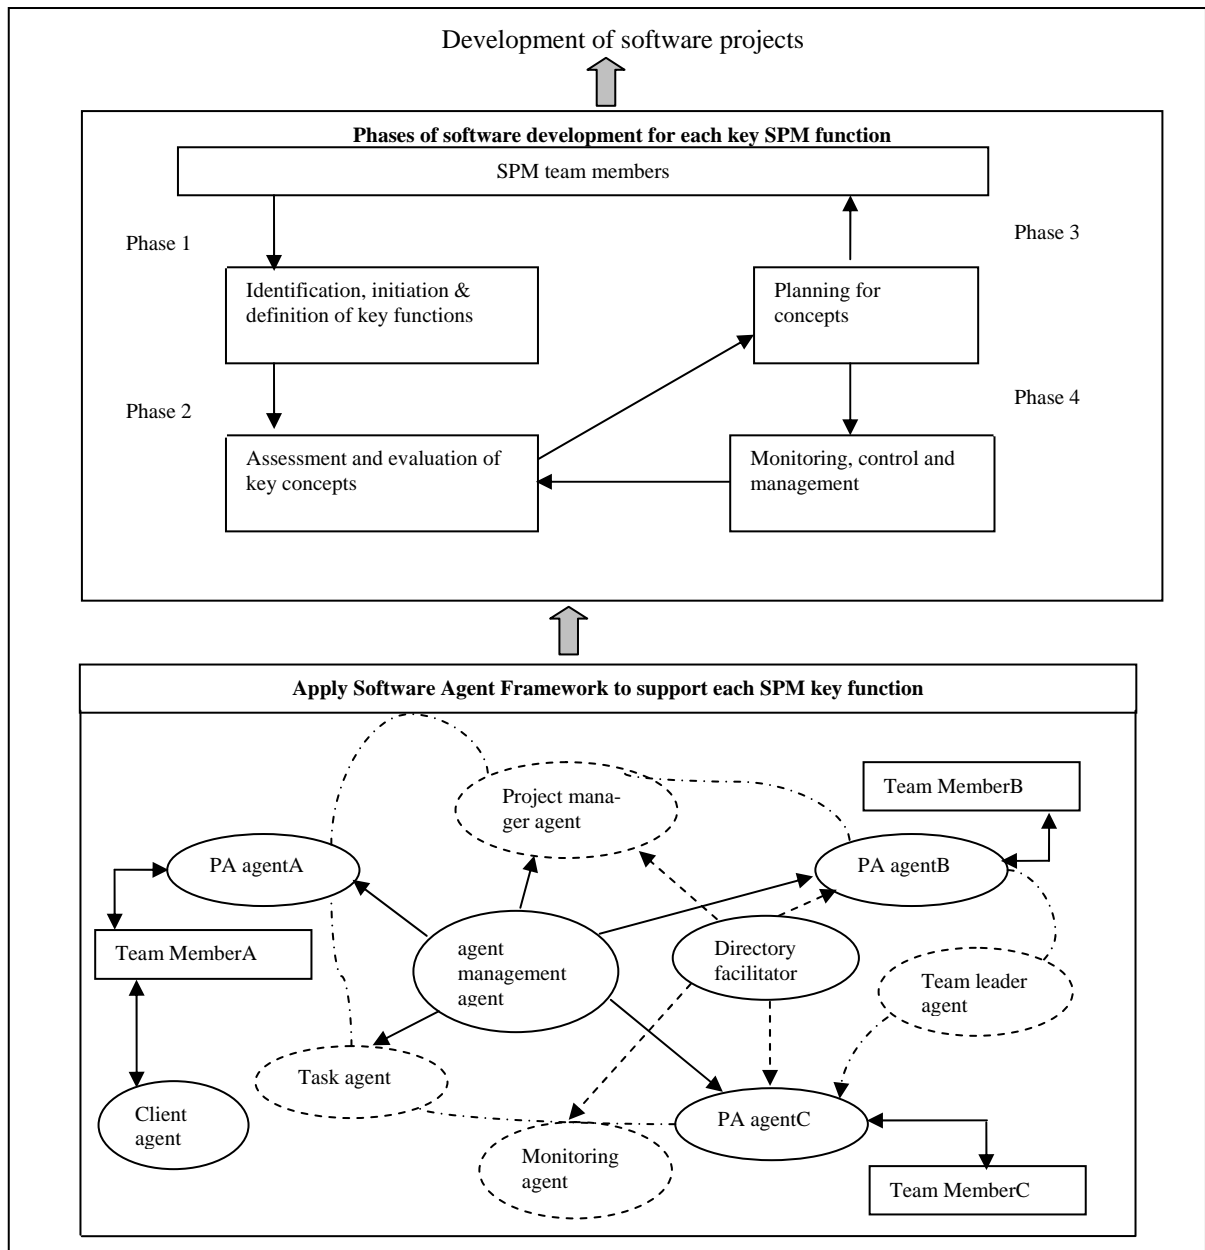 Development of software projects
Phases of software development for each key SPM function
SPM team members
Phase 1
Phase 3
Identification, initiation &
definition of key functions
Planning for
concepts
Phase 2
Phase 4
Assessment and evaluation of
key concepts
Monitoring, control and
management
Apply Software Agent Framework to support each SPM key function
Project mana-
ger agent
Team MemberB
PA agentA
PA agentB
Team MemberA
agent
management
agent
Directory
facilitator
Team leader
agent
Task agent
Client
agent
PA agentC
Monitoring
agent
Team MemberC